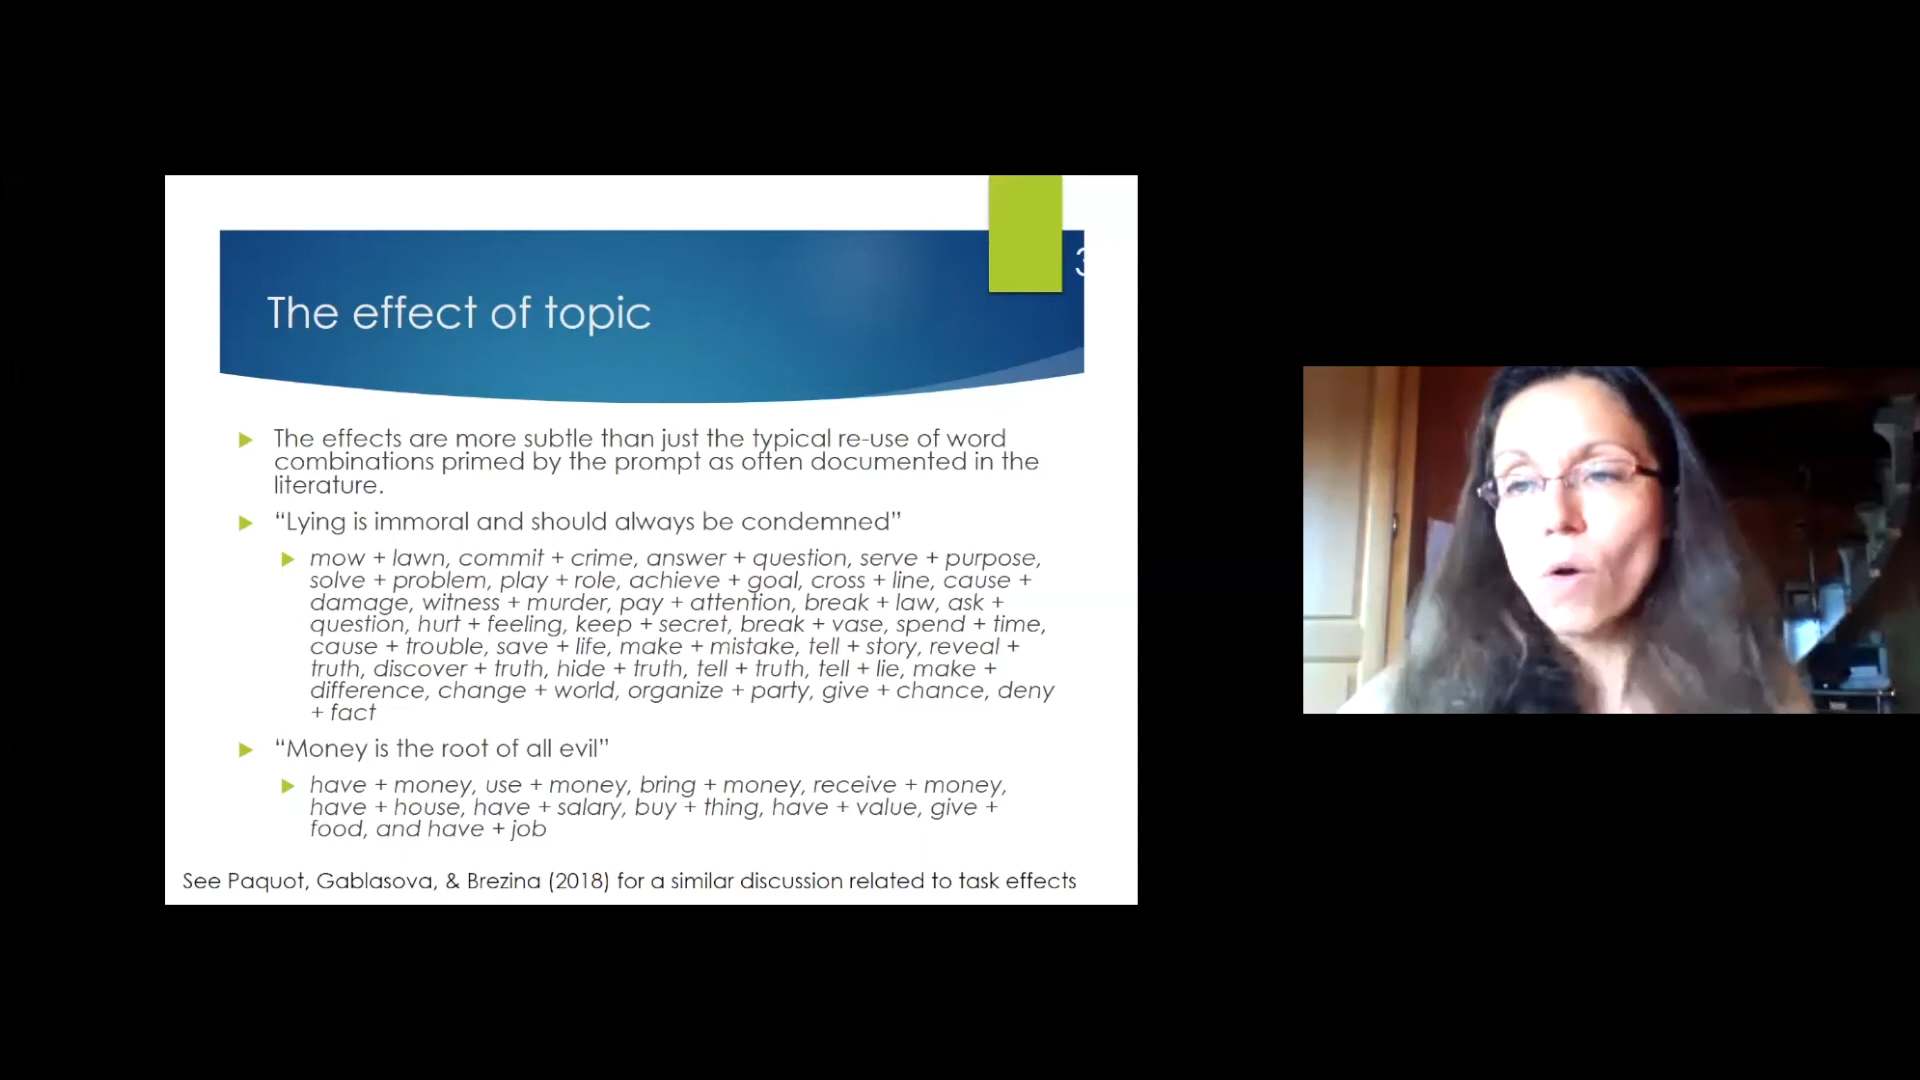 3
The effect of topic
The effects are more subtle than just the typical re-use of word
combinations primed by the prompt as often documented in the
literature.
“Lying is immoral and should always be condemned”
mow + lawn, commit + crime, answer + question, serve + purpose,
solve + problem, play + role, achieve + goal, cross + line, cause +
damage, witness + murder, pay + attention, break + law, ask +
question, hurt + feeling, keep + secret, break + vase, spend + time,
cause + trouble, save + life, make + mistake, tell + story, reveal +
truth, discover + truth, hide + truth, tell + truth, tell + lie, make +
difference, change + world, organize + party, give + chance, deny
+ fact
“Money is the root of all evil”
have + money, use + money, bring + money, receive + money,
have + house, have + salary, buy + thing, have + value, give +
food, and have + job
See Paquot, Gablasova, & Brezina (2018) for a similar discussion related to task effects